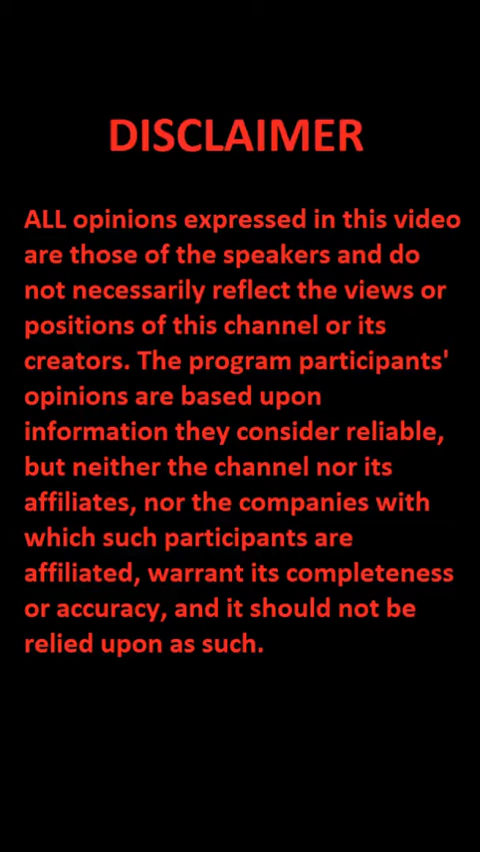 DISCLAIMER
ALL opinions expressed in this video
are those of the speakers and do
not necessarily reflect the views or
positions of this channel or its
creators. The program participants'
opinions are based upon
information they consider reliable,
but neither the channel nor its
affiliates, nor the companies with
which such participants are
affiliated, warrant its completeness
or accuracy, and it should not be
relied upon as such.